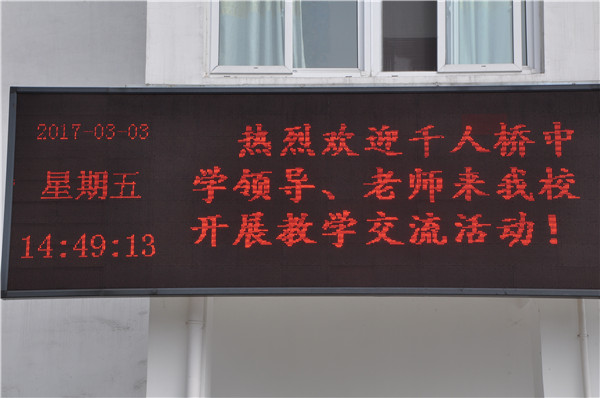 2017-03-03
星期五
14:49:13
热烈欢迎千人桥中
学领导、老师来我校
开展教学交流活动！